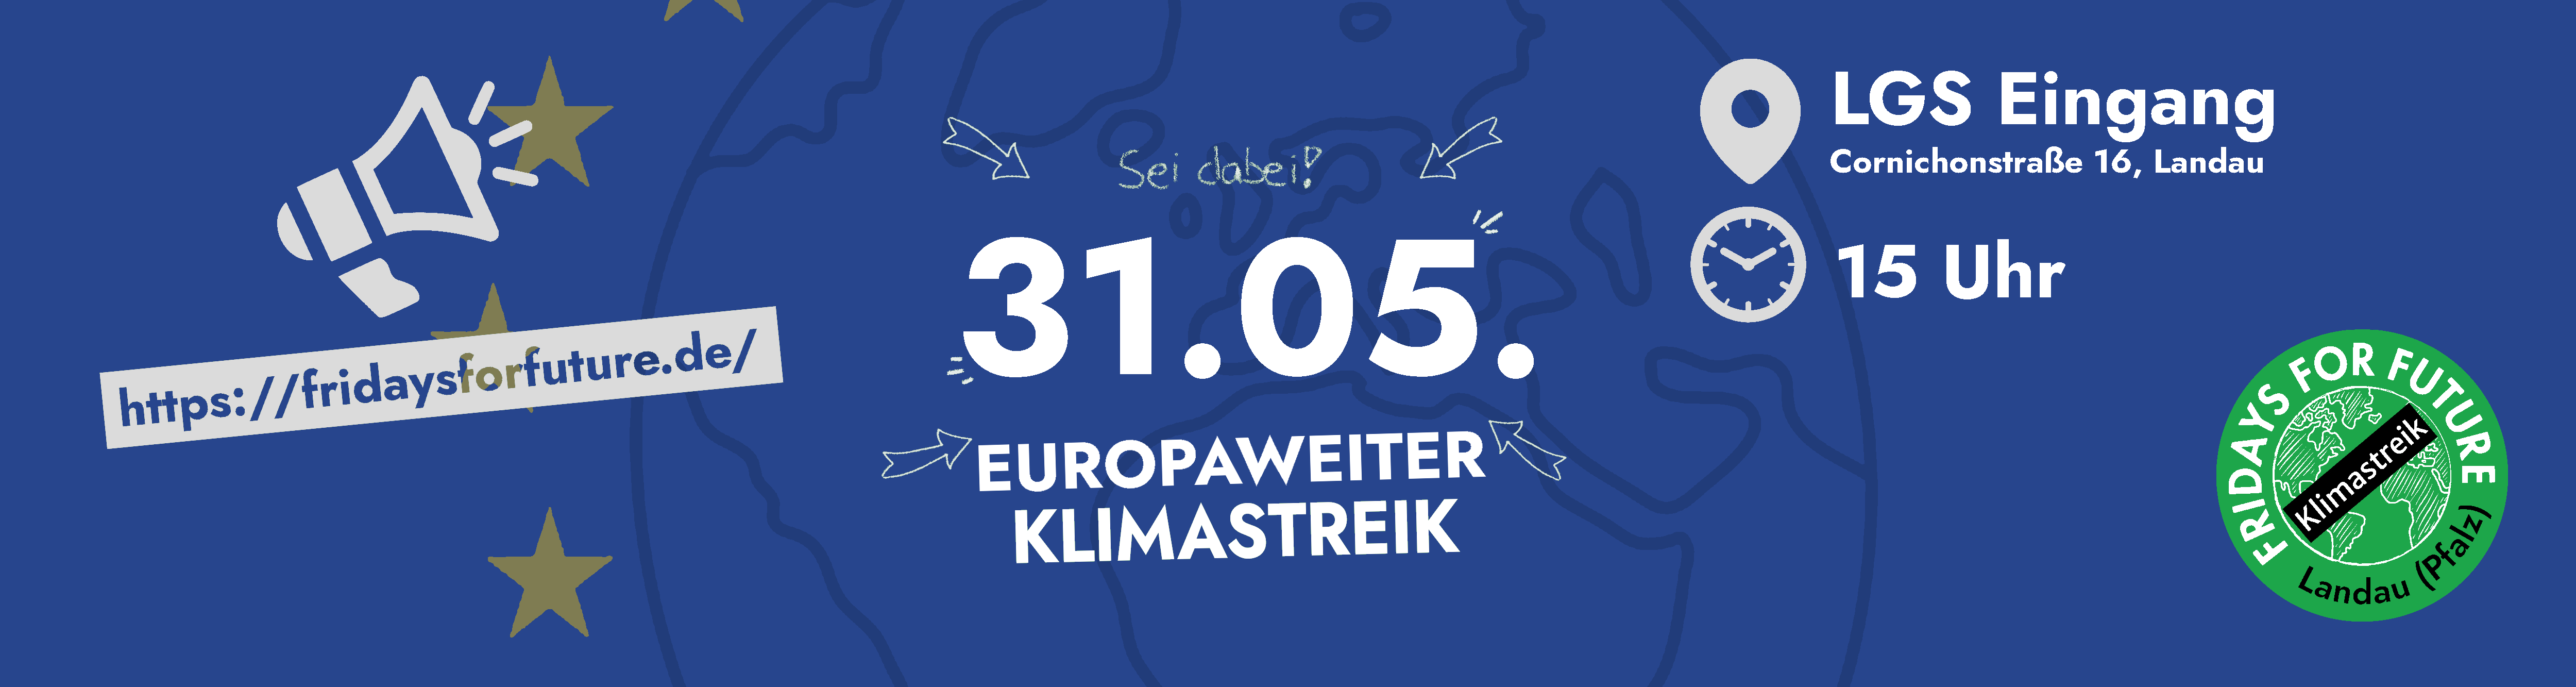 https://fridaysforfuture.de/
Sei dabei!
31.05.
EUROPAWEITER
KLIMASTREIK
LGS Eingang
Cornichonstraße 16, Landau
15 Uhr
FRIDAYS FOR FUTURE
Klimastreik
Landau (Pfalz)